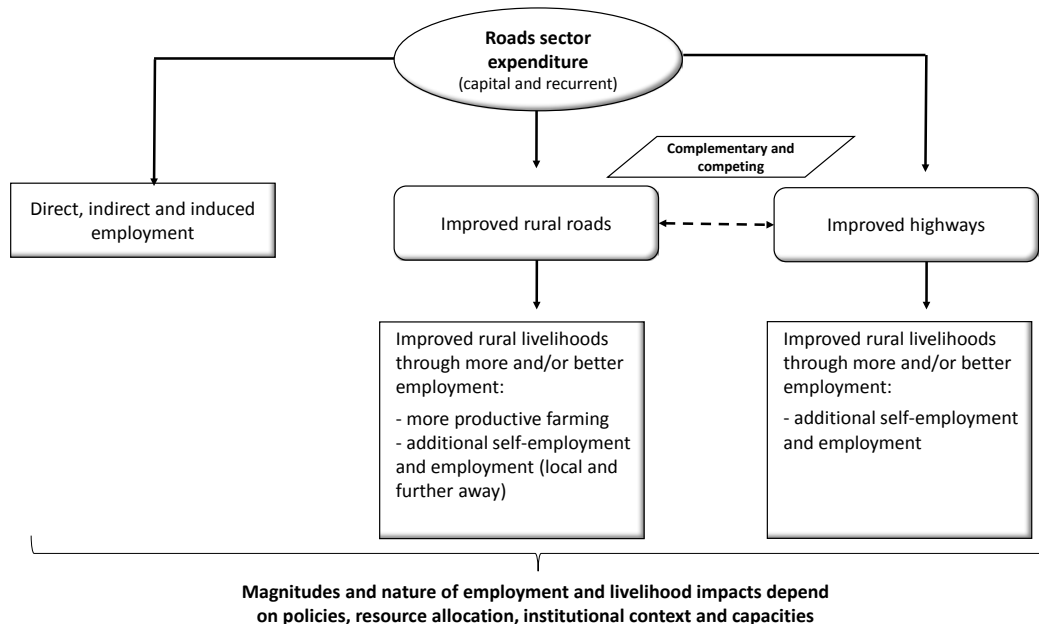 Roads sector
expenditure
(capital and recurrent)
Complementary and
competing
Direct, indirect and induced
employment
Improved rural roads
Improved highways
Improved rural livelihoods
through more and/or better
employment:
- more productive farming
- additional self-employment
and employment (local and
further away)
Improved rural livelihoods
through more and/or better
employment:
- additional self-employment
and employment
Magnitudes and nature of employment and livelihood impacts depend
on policies, resource allocation, institutional context and capacities